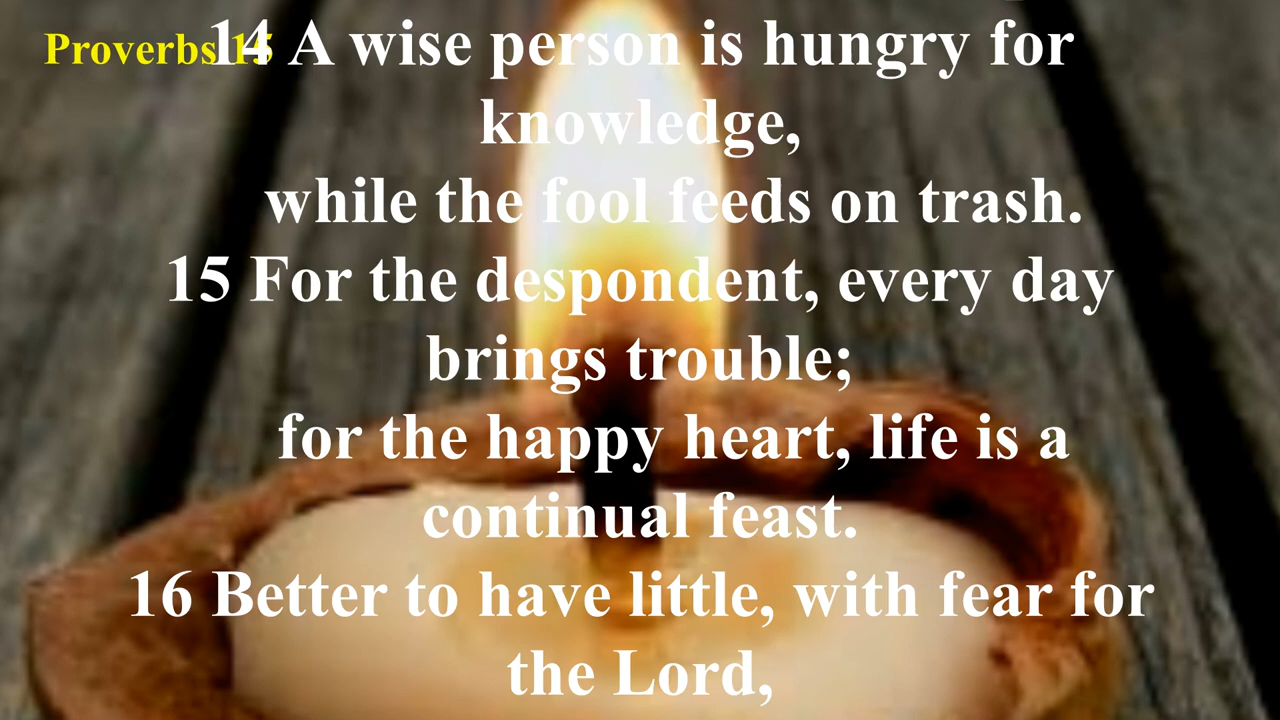 Proverbs 15
14 A wise person is hungry for
knowledge,
while the fool feeds on trash.
15 For the despondent, every day
brings trouble;
for the happy heart, life is a
continual feast.
16 Better to have little, with fear for
the Lord,